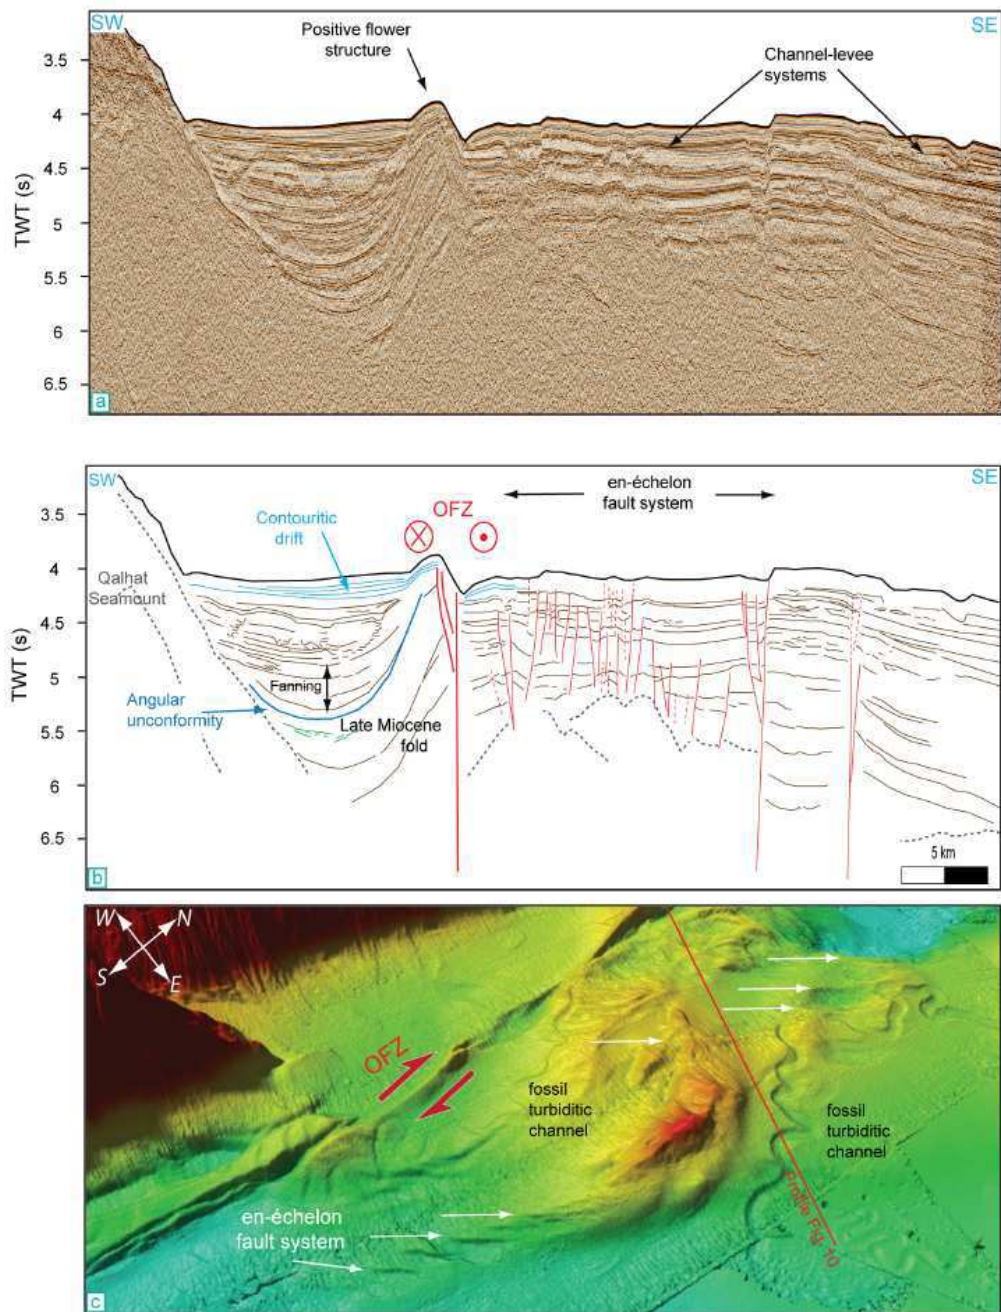 SW
SE
Positive flower
structure
Channel-levee
systems
3.5
4
4.5
5
5.5
6
6.5
TWT (s)
a
SW
SE
en-échelon
fault system
OFZ
Contouritic
drift
Qalhat
Seamount
Fanning
Angular
unconformity
Late Miocene
fold
3.5
4
4.5
5
5.5
6
6.5
TWT (s)
5 km
b
W
N
S
E
OFZ
fossil
turbiditic
channel
fossil
turbiditic
channel
en-échelon
fault system
Profile Fig. 10
c